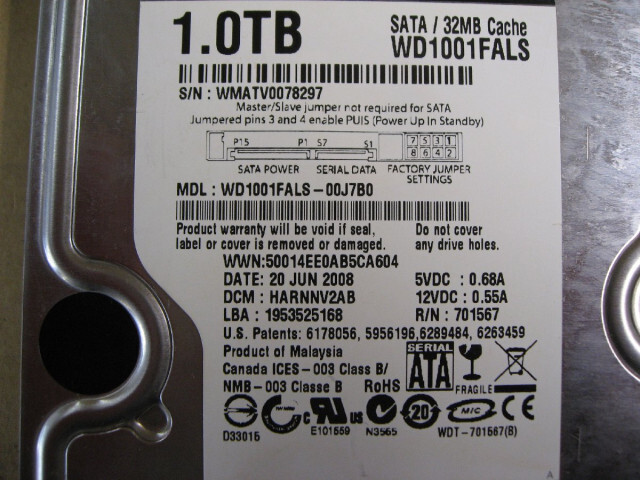 1.0TB
SATA / 32MB Cache
WD1001FALS
S/N : WMATV0078297
Master/Slave jumper not required for SATA
Jumpered pins 3 and 4 enable PUIS (Power Up In Standby)
P15 P1 S7 S1 7 5 3 1
8 6 4 2
SATA POWER SERIAL DATA FACTORY JUMPER
SETTINGS
MDL : WD1001FALS-00J7B0
Product warranty will be void if seal,
label or cover is removed or damaged.
Do not cover
any drive holes.
WWN:50014EE0AB5CA604
DATE: 20 JUN 2008 5VDC : 0.68A
DCM : HARNNV2AB 12VDC : 0.55A
LBA : 1953525168 R/N : 701567
U.S. Patents: 6178056, 5956196,6289484, 6263459
Product of Malaysia
Canada ICES-003 Class B/
NMB-003 Classe B RoHS
SERIAL
ATA
FRAGILE
D33015
C US
E101559
N3565
20
MIC
CE
WDT-701567(B)
A